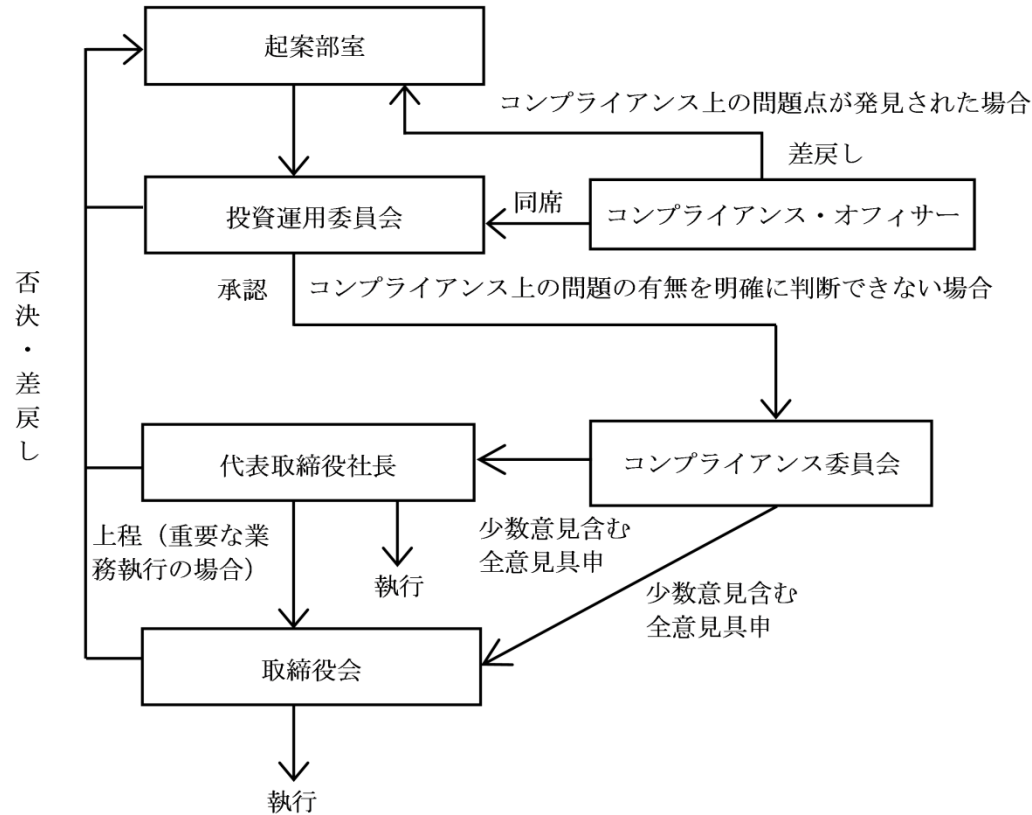 起案部室
コンプライアンス上の問題点が発見された場合
差戻し
投資運用委員会
同席
コンプライアンス・オフィサー
承認
コンプライアンス上の問題の有無を明確に判断できない場合
否決・差戻し
代表取締役社長
コンプライアンス委員会
上程（重要な業
務執行の場合）
執行
少数意見含む
全意見具申
少数意見含む
全意見具申
取締役会
執行